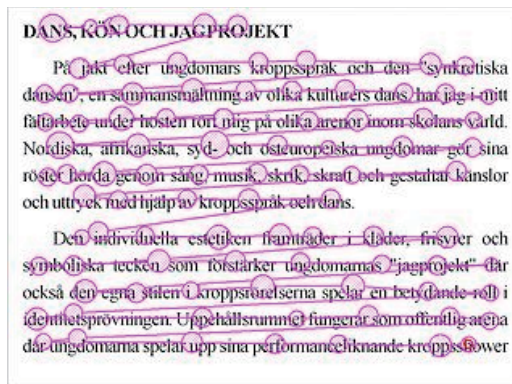 DANS, KÖN OCH JAGPROJEKT
På jakt efter ungdomars kroppsspråk och den "synkretiska
dansen", en sammansmältning av olika kulturers dans, har jag i mitt
fältarbete under hösten rört mig på olika arenor inom skolans värld.
Nordiska, afrikanska, syd- och östeuropeiska ungdomar gör sina
röster hörda genom sång, musik, skrik, skratt och gestaltar känslor
och uttryck med hjälp av kroppsspråk och dans.
Den individuella estetiken framträder i kläder, frisyrer och
symboliska tecken som förstärker ungdomarnas "jagprojekt" där
också den egna stilen i kroppsrörelserna spelar en betydande roll i
identitetsprövningen. Uppehållsrummet fungerar som offentlig arena
där ungdomarna spelar upp sina performanceliknande kroppsshower